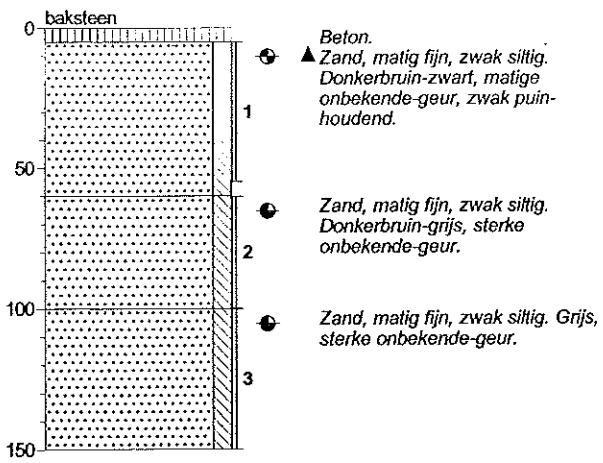 baksteen
0
Beton.
Zand, matig fijn, zwak siltig.
Donkerbruin-zwart, matige
onbekende-geur, zwak puin-
houdend.
1
50
Zand, matig fijn, zwak siltig.
Donkerbruin-grijs, sterke
onbekende-geur.
2
100
Zand, matig fijn, zwak siltig. Grijs,
sterke onbekende-geur.
3
150